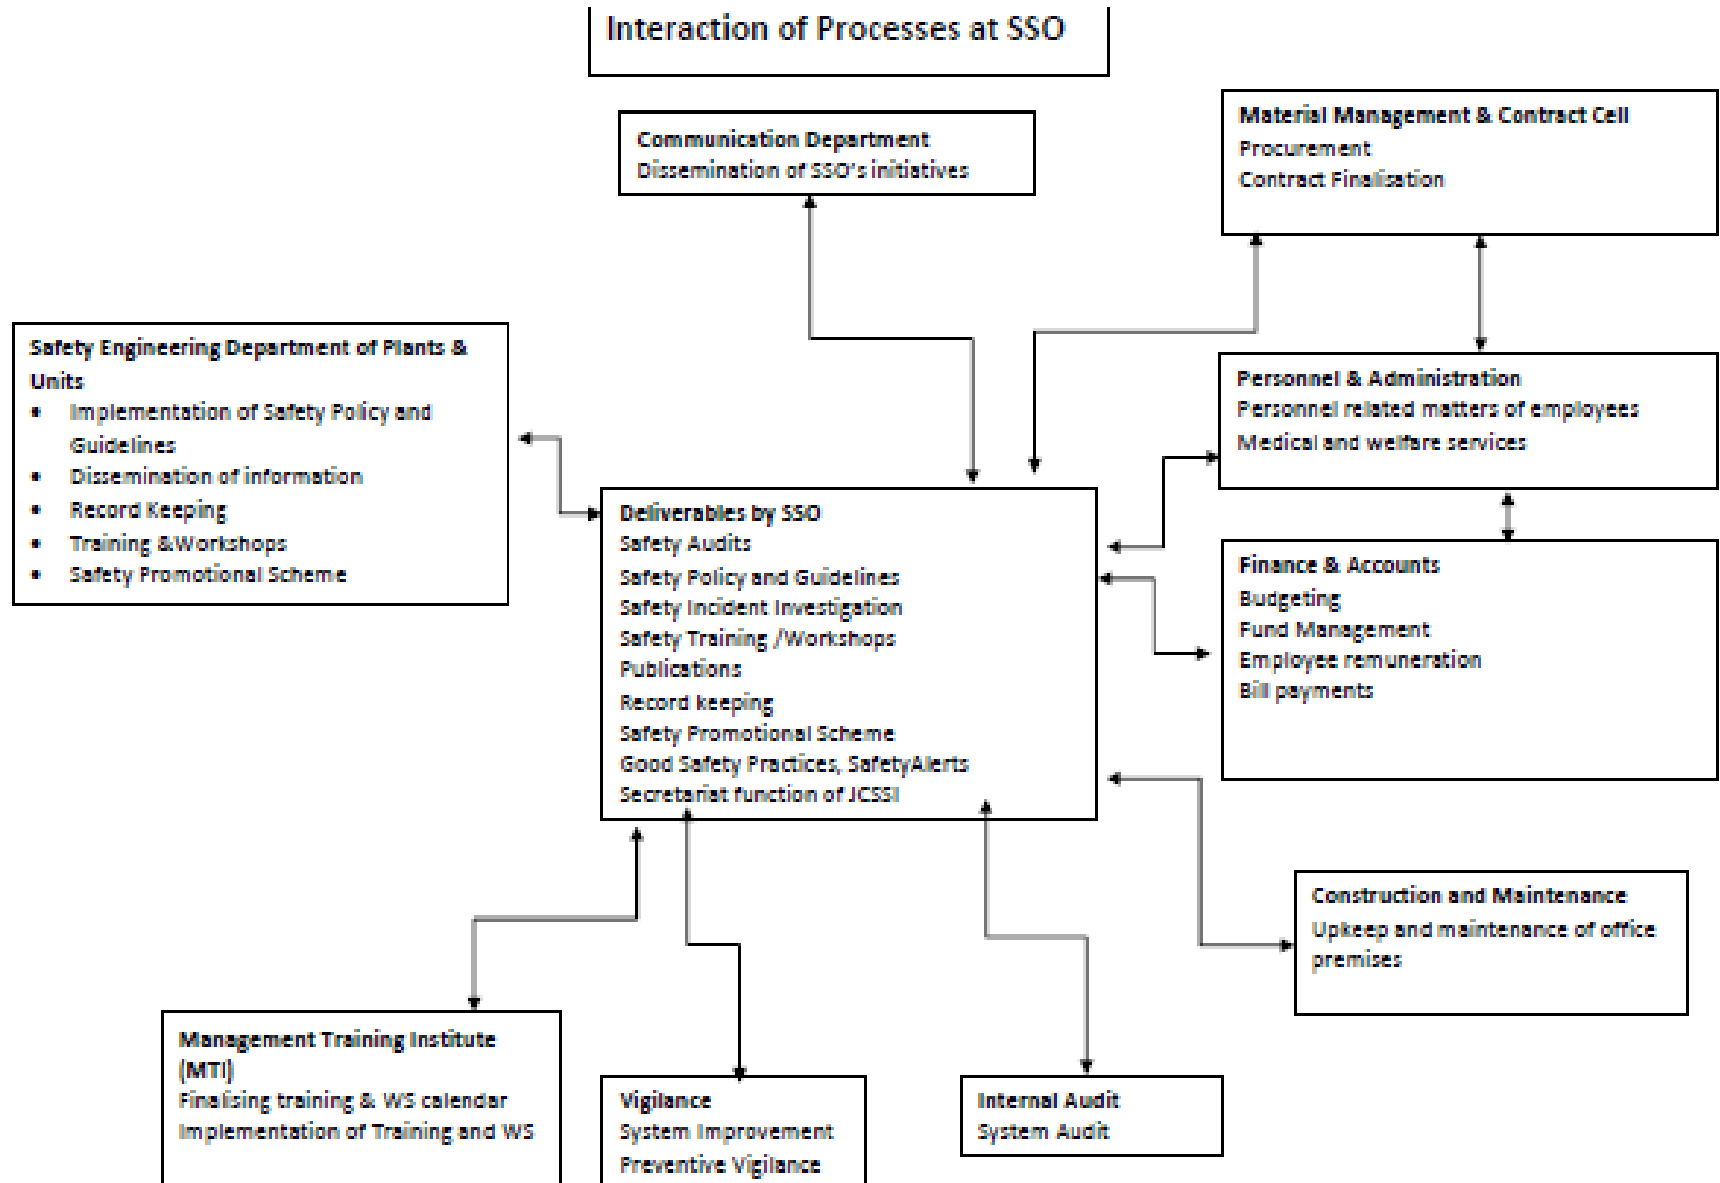 Interaction of Processes at SSO
Communication Department
Dissemination of SSO's initiatives
Material Management & Contract Cell
Procurement
Contract Finalisation
Safety Engineering Department of Plants &
Units
• Implementation of Safety Policy and
Guidelines
• Dissemination of information
• Record Keeping
• Training &Workshops
• Safety Promotional Scheme
Personnel & Administration
Personnel related matters of employees
Medical and welfare services
Deliverables by SSO
Safety Audits
Safety Policy and Guidelines
Safety Incident Investigation
Safety Training /Workshops
Publications
Record keeping
Safety Promotional Scheme
Good Safety Practices, SafetyAlerts
Secretariat function of JCSSI
Finance & Accounts
Budgeting
Fund Management
Employee remuneration
Bill payments
Construction and Maintenance
Upkeep and maintenance of office
premises
Management Training Institute
(MTI)
Finalising training & WS calendar
Implementation of Training and WS
Vigilance
System Improvement
Preventive Vigilance
Internal Audit
System Audit